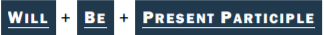 WILL + BE + PRESENT PARTICIPLE